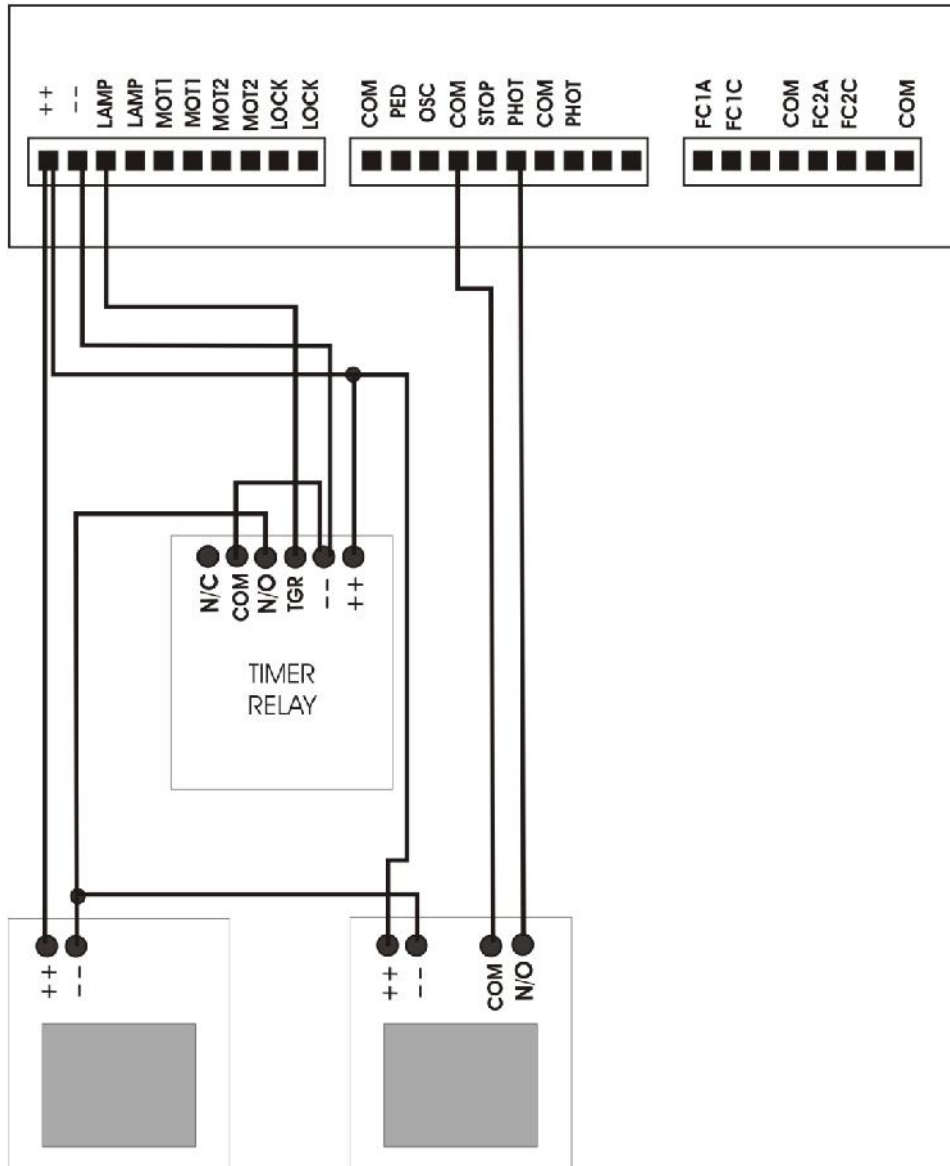 ++
--
LAMP
LAMP
MOT1
MOT1
MOT2
MOT2
LOCK
LOCK
COM
PED
OSC
COM
STOP
PHOT
COM
PHOT
FC1A
FC1C
COM
FC2A
FC2C
COM
N/C
COM
N/O
TGR
--
++
TIMER
RELAY
++
--
++
--
COM
N/O